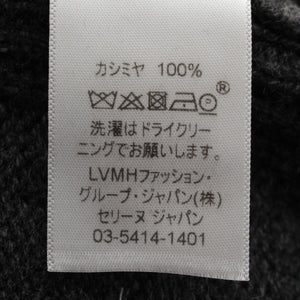 カシミヤ 100%
®
洗濯はドライクリー
ニングでお願いします。
LVMHファッション・
グループ・ジャパン(株)
セリーヌ ジャパン
03-5414-1401